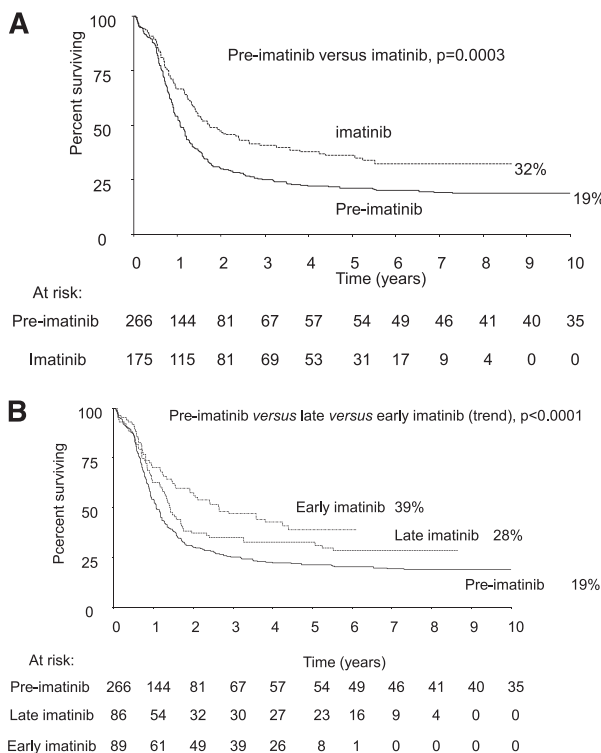 A
100
Pre-imatinib versus imatinib, p=0.0003
75
Percent surviving
50
imatinib
32%
25
19%
Pre-imatinib
0
0 1 2 3 4 5 6 7 8 9 10
Time (years)
At risk:
Pre-imatinib 266 144 81 67 57 54 49 46 41 40 35
Imatinib 175 115 81 69 53 31 17 9 4 0 0
B
100
Pre-imatinib versus late versus early imatinib (trend), p<0.0001
75
Pcercent surviving
50
Early imatinib 39%
Late imatinib 28%
25
Pre-imatinib 19%
0
0 1 2 3 4 5 6 7 8 9 10
At risk: Time (years)
Pre-imatinib 266 144 81 67 57 54 49 46 41 40 35
Late imatinib 86 54 32 30 27 23 16 9 4 0 0
Early imatinib 89 61 49 39 26 8 1 0 0 0 0